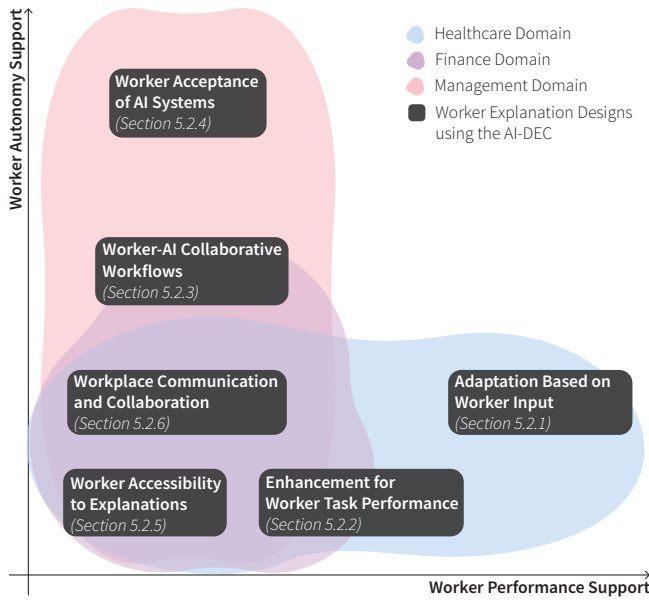 Worker Autonomy Support
Healthcare Domain
Finance Domain
Management Domain
Worker Explanation Designs
using the AI-DEC
Worker Acceptance
of AI Systems
(Section 5.2.4)
Worker-AI Collaborative
Workflows
(Section 5.2.3)
Workplace Communication
and Collaboration
(Section 5.2.6)
Adaptation Based on
Worker Input
(Section 5.2.1)
Worker Accessibility
to Explanations
(Section 5.2.5)
Enhancement for
Worker Task Performance
(Section 5.2.2)
Worker Performance Support